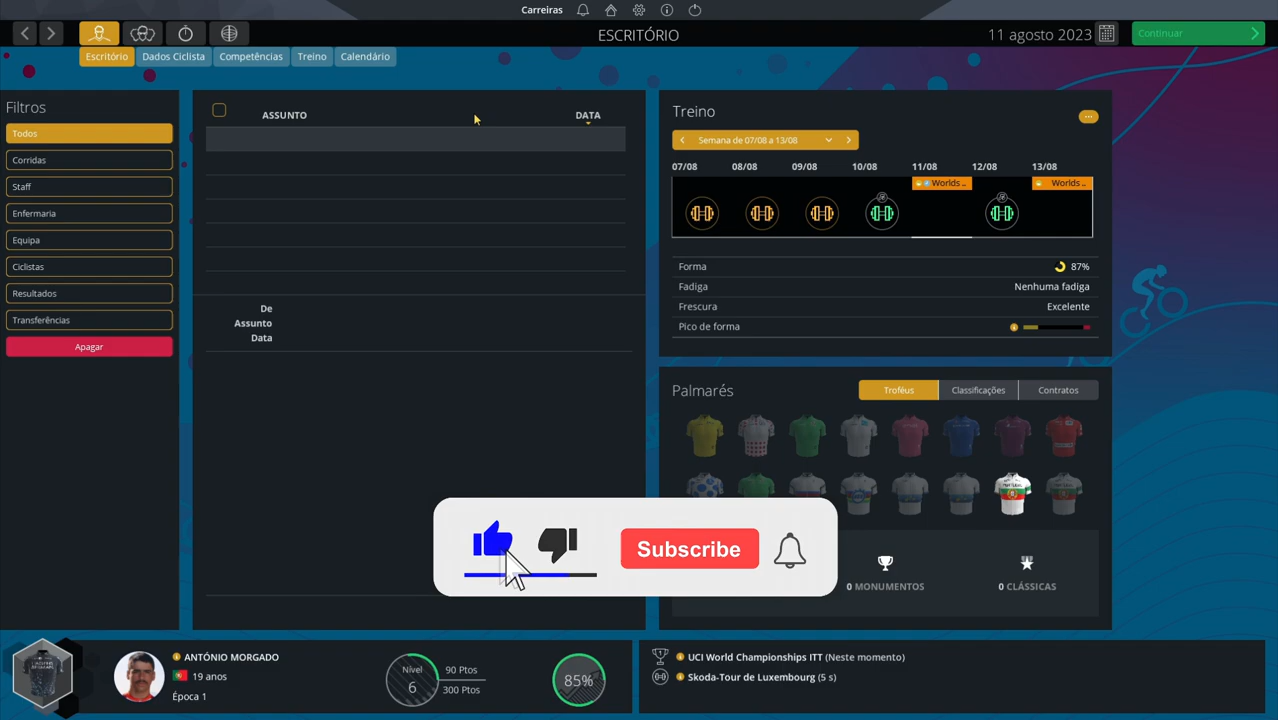 Carreiras
ESCRITÓRIO
11 agosto 2023
Continuar
Escritório
Dados Ciclista
Competências
Treino
Calendário
Filtros
Todos
Corridas
Staff
Enfermaria
Equipa
Ciclistas
Resultados
Transferências
Apagar
ASSUNTO
DATA
De
Assunto
Data
Treino
Semana de 07/08 a 13/08
07/08
08/08
09/08
10/08
11/08
12/08
13/08
Worlds ..
Worlds ..
Forma
87%
Fadiga
Nenhuma fadiga
Frescura
Excelente
Pico de forma
Palmarés
Troféus
Classificações
Contratos
Subscribe
0 MONUMENTOS
0 CLÁSSICAS
ANTÓNIO MORGADO
19 anos
Época 1
Nível
6
90 Ptos
300 Ptos
85%
UCI World Championships ITT (Neste momento)
Skoda-Tour de Luxembourg (5 s)